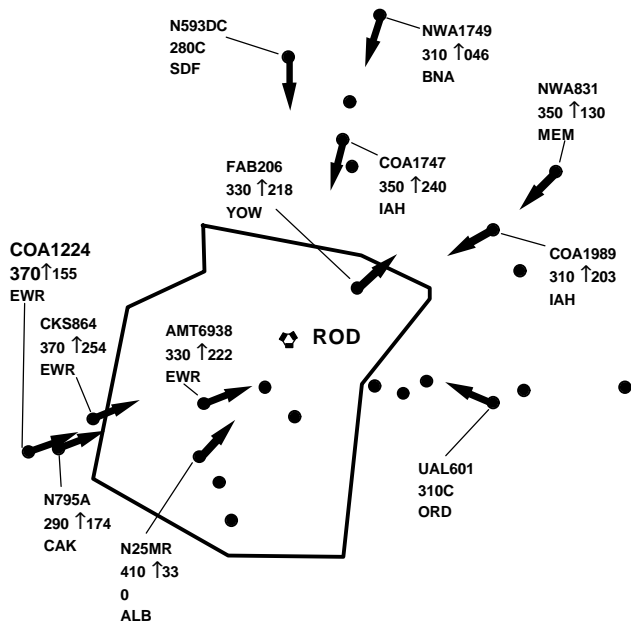 N593DC
280C
SDF
NWA1749
310 ↑046
BNA
NWA831
350 ↑130
MEM
FAB206
330 ↑218
YOW
COA1747
350 ↑240
IAH
COA1989
310 ↑203
IAH
COA1224
370↑155
EWR
CKS864
370 ↑254
EWR
AMT6938
330 ↑222
EWR
ROD
UAL601
310C
ORD
N795A
290 ↑174
CAK
N25MR
410 ↑33
0
ALB